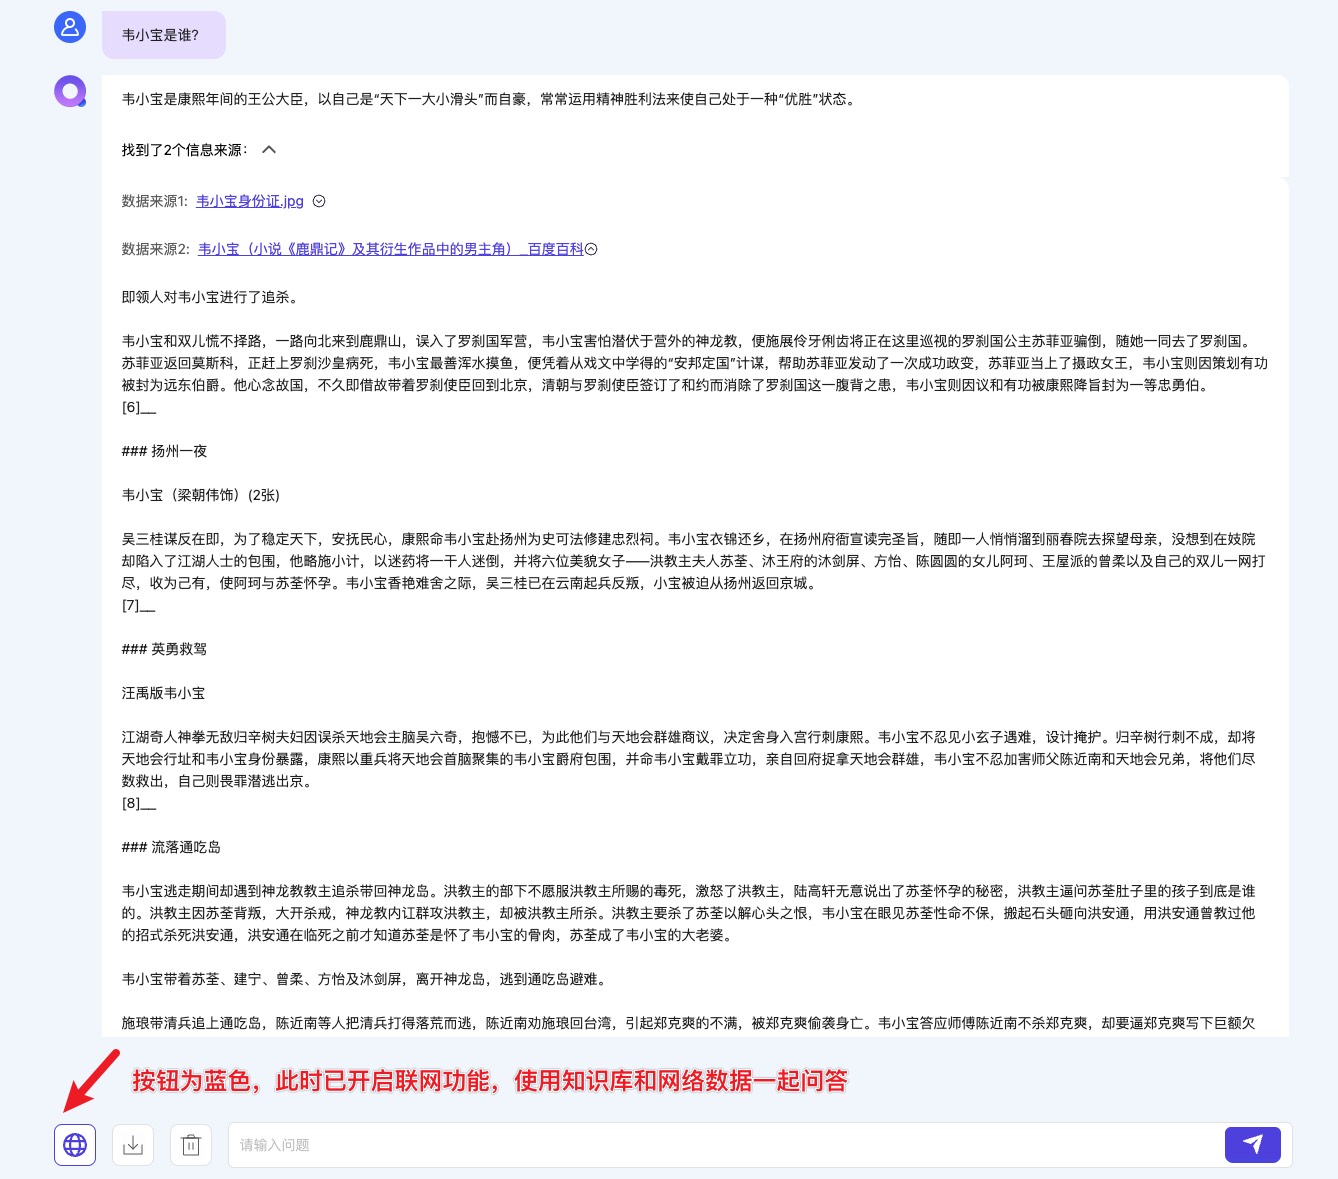 韦小宝是谁?
韦小宝是康熙年间的王公大臣，以自己是“天下一大小滑头”而自豪，常常运用精神胜利法来使自己处于一种“优胜”状态。
找到了2个信息来源：
数据来源1: 韦小宝身份证.jpg
数据来源2: 韦小宝（小说《鹿鼎记》及其衍生作品中的男主角）_百度百科
即领人对韦小宝进行了追杀。
韦小宝和双儿慌不择路，一路向北来到鹿鼎山，误入了罗刹国军营，韦小宝害怕潜伏于营外的神龙教，便施展伶牙俐齿将正在这里巡视的罗刹国公主苏菲亚骗倒，随她一同去了罗刹国。
苏菲亚返回莫斯科，正赶上罗刹沙皇病死，韦小宝最善浑水摸鱼，便凭着从戏文中学得的“安邦定国”计谋，帮助苏菲亚发动了一次成功政变，苏菲亚当上了摄政女王，韦小宝则因策划有功
被封为远东伯爵。他心念故国，不久即借故带着罗刹使臣回到北京，清朝与罗刹使臣签订了和约而消除了罗刹国这一腹背之患，韦小宝则因议和有功被康熙降旨封为一等忠勇伯。
[6]__
### 扬州一夜
韦小宝（梁朝伟饰）(2张)
吴三桂谋反在即，为了稳定天下，安抚民心，康熙命韦小宝赴扬州为史可法修建忠烈祠。韦小宝衣锦还乡，在扬州府衙宣读完圣旨，随即一人悄悄溜到丽春院去探望母亲，没想到在妓院
却陷入了江湖人士的包围，他略施小计，以迷药将一干人迷倒，并将六位美貌女子——洪教主夫人苏荃、沐王府的沐剑屏、方怡、陈圆圆的女儿阿珂、王屋派的曾柔以及自己的双儿一网打
尽，收为己有，使阿珂与苏荃怀孕。韦小宝香艳难舍之际，吴三桂已在云南起兵反叛，小宝被迫从扬州返回京城。
[7]__
### 英勇救驾
汪禹版韦小宝
江湖奇人神拳无敌归辛树夫妇因误杀天地会主脑吴六奇，抱憾不已，为此他们与天地会群雄商议，决定舍身入宫行刺康熙。韦小宝不忍见小玄子遇难，设计掩护。归辛树行刺不成，却将
天地会行址和韦小宝身份暴露，康熙以重兵将天地会首脑聚集的韦小宝爵府包围，并命韦小宝戴罪立功，亲自回府捉拿天地会群雄，韦小宝不忍加害师父陈近南和天地会兄弟，将他们尽
数救出，自己则畏罪潜逃出京。
[8]__
### 流落通吃岛
韦小宝逃走期间却遇到神龙教教主追杀带回神龙岛。洪教主的部下不愿服洪教主所赐的毒死，激怒了洪教主，陆高轩无意说出了苏荃怀孕的秘密，洪教主逼问苏荃肚子里的孩子到底是谁
的。洪教主因苏荃背叛，大开杀戒，神龙教内讧群攻洪教主，却被洪教主所杀。洪教主要杀了苏荃以解心头之恨，韦小宝在眼见苏荃性命不保，搬起石头砸向洪安通，用洪安通曾教过他
的招式杀死洪安通，洪安通在临死之前才知道苏荃是怀了韦小宝的骨肉，苏荃成了韦小宝的大老婆。
韦小宝带着苏荃、建宁、曾柔、方怡及沐剑屏，离开神龙岛，逃到通吃岛避难。
施琅带清兵追上通吃岛，陈近南等人把清兵打得落荒而逃，陈近南劝施琅回台湾，引起郑克爽的不满，被郑克爽偷袭身亡。韦小宝答应师傅陈近南不杀郑克爽，却要逼郑克爽写下巨额欠
按钮为蓝色，此时已开启联网功能，使用知识库和网络数据一起问答
请输入问题